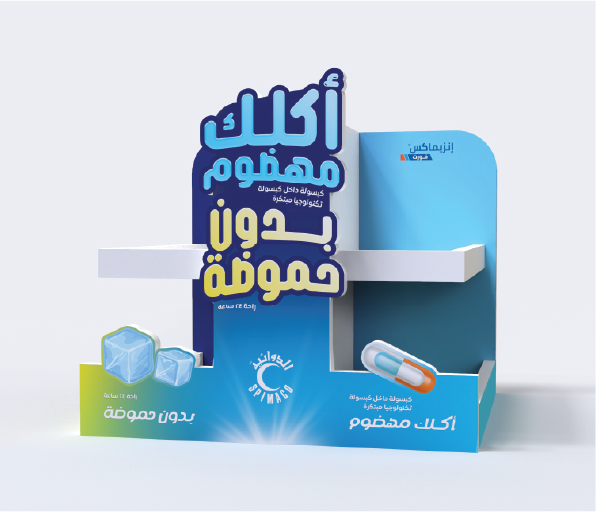 أكلك
مهضوم
كبسولة داخل كبسولة
تكنولوجيا مبتكرة
بدون
حموضة
راحة ٢٤ ساعة
إنزيماكس
فورت
الدوائية
SPIMACO
راحة ٢٤ ساعة
بدون حموضة
كبسولة داخل كبسولة
تكنولوجيا مبتكرة
أكلك مهضوم